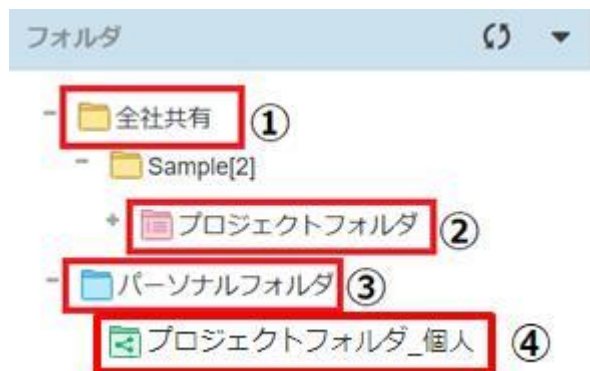 フォルダ
全社共有 ①
Sample[2]
プロジェクトフォルダ ②
パーソナルフォルダ ③
プロジェクトフォルダ_個人 ④